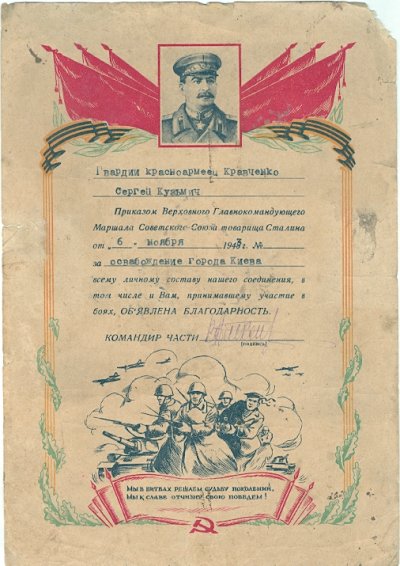 Гвардии красноармеец Кравченко
Сергей Кузьмич
Приказом Верховного Главнокомандующего
Маршала Советского Союза товарища Сталина
от 6 - ноября 1943 г. №
за освобождение Города Киева
всему личному составу нашего соединения, в
том числе и Вам, принимавшему участие в
боях, ОБ'ЯВЛЕНА БЛАГОДАРНОСТЬ.
КОМАНДИР ЧАСТИ
(подпись)
МЫ В БИТВАХ РЕШАЕМ СУДЬБУ ПОКОЛЕНИЙ,
МЫ К СЛАВЕ ОТЧИЗНУ СВОЮ ПОВЕДЕМ!